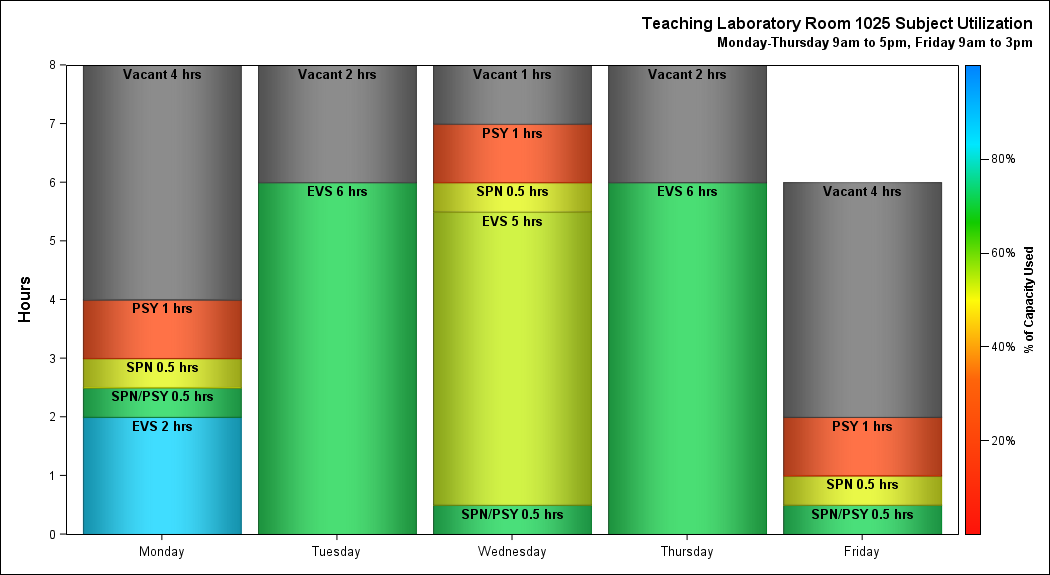 Teaching Laboratory Room 1025 Subject Utilization
Monday-Thursday 9am to 5pm, Friday 9am to 3pm
Hours
8
7
6
5
4
3
2
1
0
Vacant 4 hrs
PSY 1 hrs
SPN 0.5 hrs
SPN/PSY 0.5 hrs
EVS 2 hrs
Vacant 2 hrs
EVS 6 hrs
Vacant 1 hrs
PSY 1 hrs
SPN 0.5 hrs
EVS 5 hrs
SPN/PSY 0.5 hrs
Vacant 2 hrs
EVS 6 hrs
Vacant 4 hrs
PSY 1 hrs
SPN 0.5 hrs
SPN/PSY 0.5 hrs
Monday
Tuesday
Wednesday
Thursday
Friday
80%
60%
40%
20%
% of Capacity Used